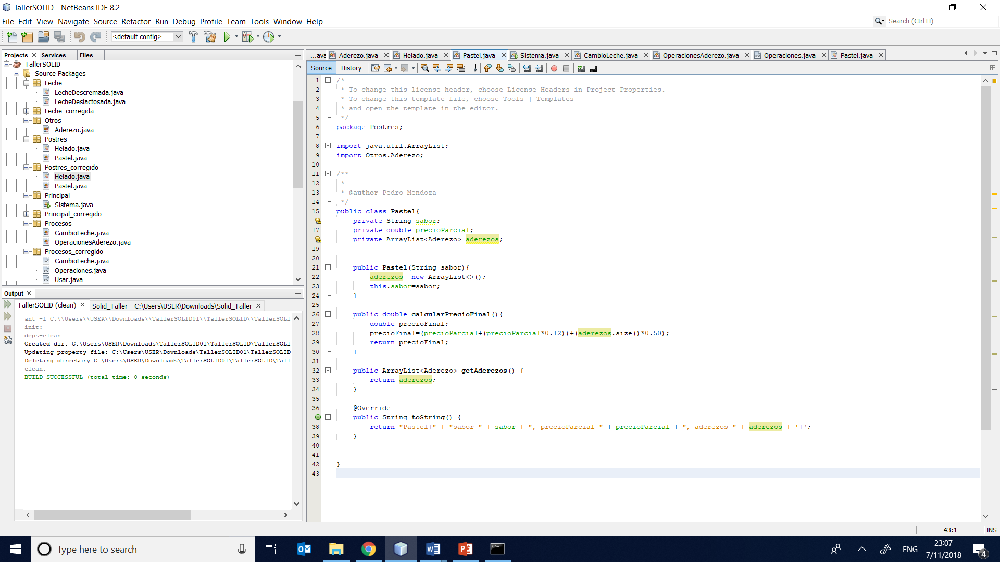 TallerSOLID - NetBeans IDE 8.2
File Edit View Navigate Source Refactor Run Debug Profile Team Tools Window Help
Search (Ctrl+I)
<default config>
Projects Services Files
TallerSOLID
Source Packages
Leche
LecheDescremada.java
LecheDeslactosada.java
Leche_corregida
Otros
Aderezo.java
Postres
Helado.java
Pastel.java
Postres_corregido
Helado.java
Pastel.java
Principal
Sistema.java
Principal_corregido
Procesos
CambioLeche.java
OperacionesAderezo.java
Procesos_corregido
CambioLeche.java
Operaciones.java
Usar.java
Output
TallerSOLID (clean) Solid_Taller - C:\Users\USER\Downloads\Solid_Taller
ant -f C:\\Users\\USER\\Downloads\\TallerSOLID01\\TallerSOLID\\TallerSOLI
init:
deps-clean:
Created dir: C:\Users\USER\Downloads\TallerSOLID01\TallerSOLID\TallerSOLI
Updating property file: C:\Users\USER\Downloads\TallerSOLID01\TallerSOLID
Deleting directory C:\Users\USER\Downloads\TallerSOLID01\TallerSOLID\Tall
clean:
BUILD SUCCESSFUL (total time: 0 seconds)
...ava Aderezo.java Helado.java Pastel.java Sistema.java CambioLeche.java OperacionesAderezo.java Operaciones.java Pastel.java
Source History
1 /*
2 * To change this license header, choose License Headers in Project Properties.
3 * To change this template file, choose Tools | Templates
4 * and open the template in the editor.
5 */
6 package Postres;
7
8 import java.util.ArrayList;
9 import Otros.Aderezo;
10
11 /**
12 *
13 * @author Pedro Mendoza
14 */
15 public class Pastel{
private String sabor;
17 private double precioParcial;
private ArrayList<Aderezo> aderezos;
19
20
21 public Pastel(String sabor){
22 aderezos= new ArrayList<>();
23 this.sabor=sabor;
24 }
25
26 public double calcularPrecioFinal(){
27 double precioFinal;
28 precioFinal=(precioParcial+(precioParcial*0.12))+(aderezos.size()*0.50);
29 return precioFinal;
30 }
31
32 public ArrayList<Aderezo> getAderezos() {
33 return aderezos;
34 }
35
36 @Override
public String toString() {
38 return "Pastel{" + "sabor=" + sabor + ", precioParcial=" + precioParcial + ", aderezos=" + aderezos + '}';
39 }
40
41
42 }
43
43:1 INS
Type here to search
ENG
23:07
7/11/2018
4